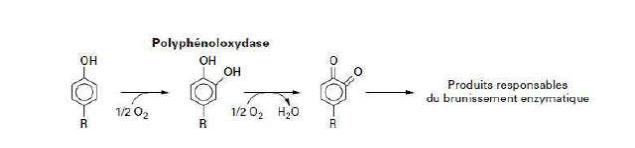 Polyphénoloxydase
OH
R
1/2 O₂
OH
OH
R
1/2 O₂ H₂O
O
O
R
Produits responsables
du brunissement enzymatique